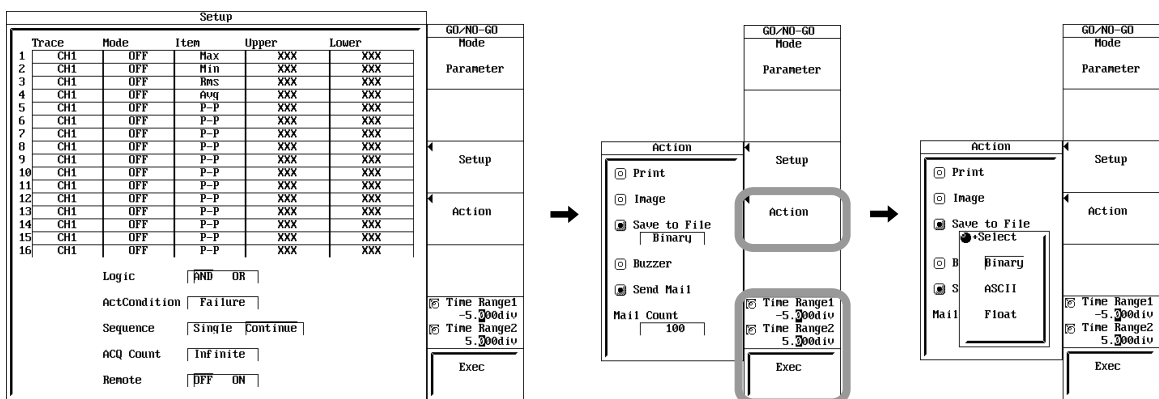 Setup
Trace Mode Item Upper Lower
1 CH1 OFF Max XXX XXX
2 CH1 OFF Min XXX XXX
3 CH1 OFF Rms XXX XXX
4 CH1 OFF Avg XXX XXX
5 CH1 OFF P-P XXX XXX
6 CH1 OFF P-P XXX XXX
7 CH1 OFF P-P XXX XXX
8 CH1 OFF P-P XXX XXX
9 CH1 OFF P-P XXX XXX
10 CH1 OFF P-P XXX XXX
11 CH1 OFF P-P XXX XXX
12 CH1 OFF P-P XXX XXX
13 CH1 OFF P-P XXX XXX
14 CH1 OFF P-P XXX XXX
15 CH1 OFF P-P XXX XXX
16 CH1 OFF P-P XXX XXX
Logic AND OR
ActCondition Failure
Sequence Single Continue
ACQ Count Infinite
Remote OFF ON
GO/NO-GO
Mode
Parameter
Setup
Action
Time Range1
-5.000div
Time Range2
5.000div
Exec
Action
Print
Image
Save to File
Binary
Buzzer
Send Mail
Mail Count
100
GO/NO-GO
Mode
Parameter
Setup
Action
Time Range1
-5.000div
Time Range2
5.000div
Exec
Action
Print
Image
Save to File
Select
B Binary
S ASCII
Mail Float
GO/NO-GO
Mode
Parameter
Setup
Action
Time Range1
-5.000div
Time Range2
5.000div
Exec